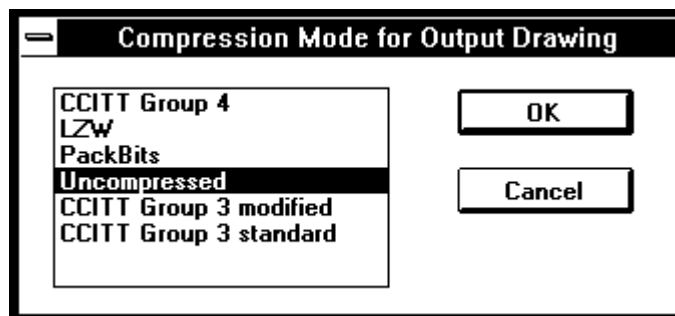 Compression Mode for Output Drawing
CCITT Group 4
LZW
PackBits
Uncompressed
CCITT Group 3 modified
CCITT Group 3 standard
OK
Cancel